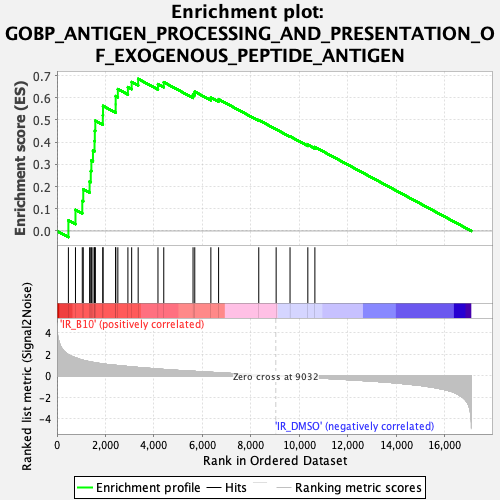 Enrichment plot:
GOBP_ANTIGEN_PROCESSING_AND_PRESENTATION_O
F_EXOGENOUS_PEPTIDE_ANTIGEN
Enrichment score (ES)
0.7
0.6
0.5
0.4
0.3
0.2
0.1
0.0
'IR_B10' (positively correlated)
Ranked list metric (Signal2Noise)
4
2
0
-2
-4
Zero cross at 9032
'IR_DMSO' (negatively correlated)
0
2,000
4,000
6,000
8,000
10,000
12,000
14,000
16,000
Rank in Ordered Dataset
Enrichment profile
Hits
Ranking metric scores